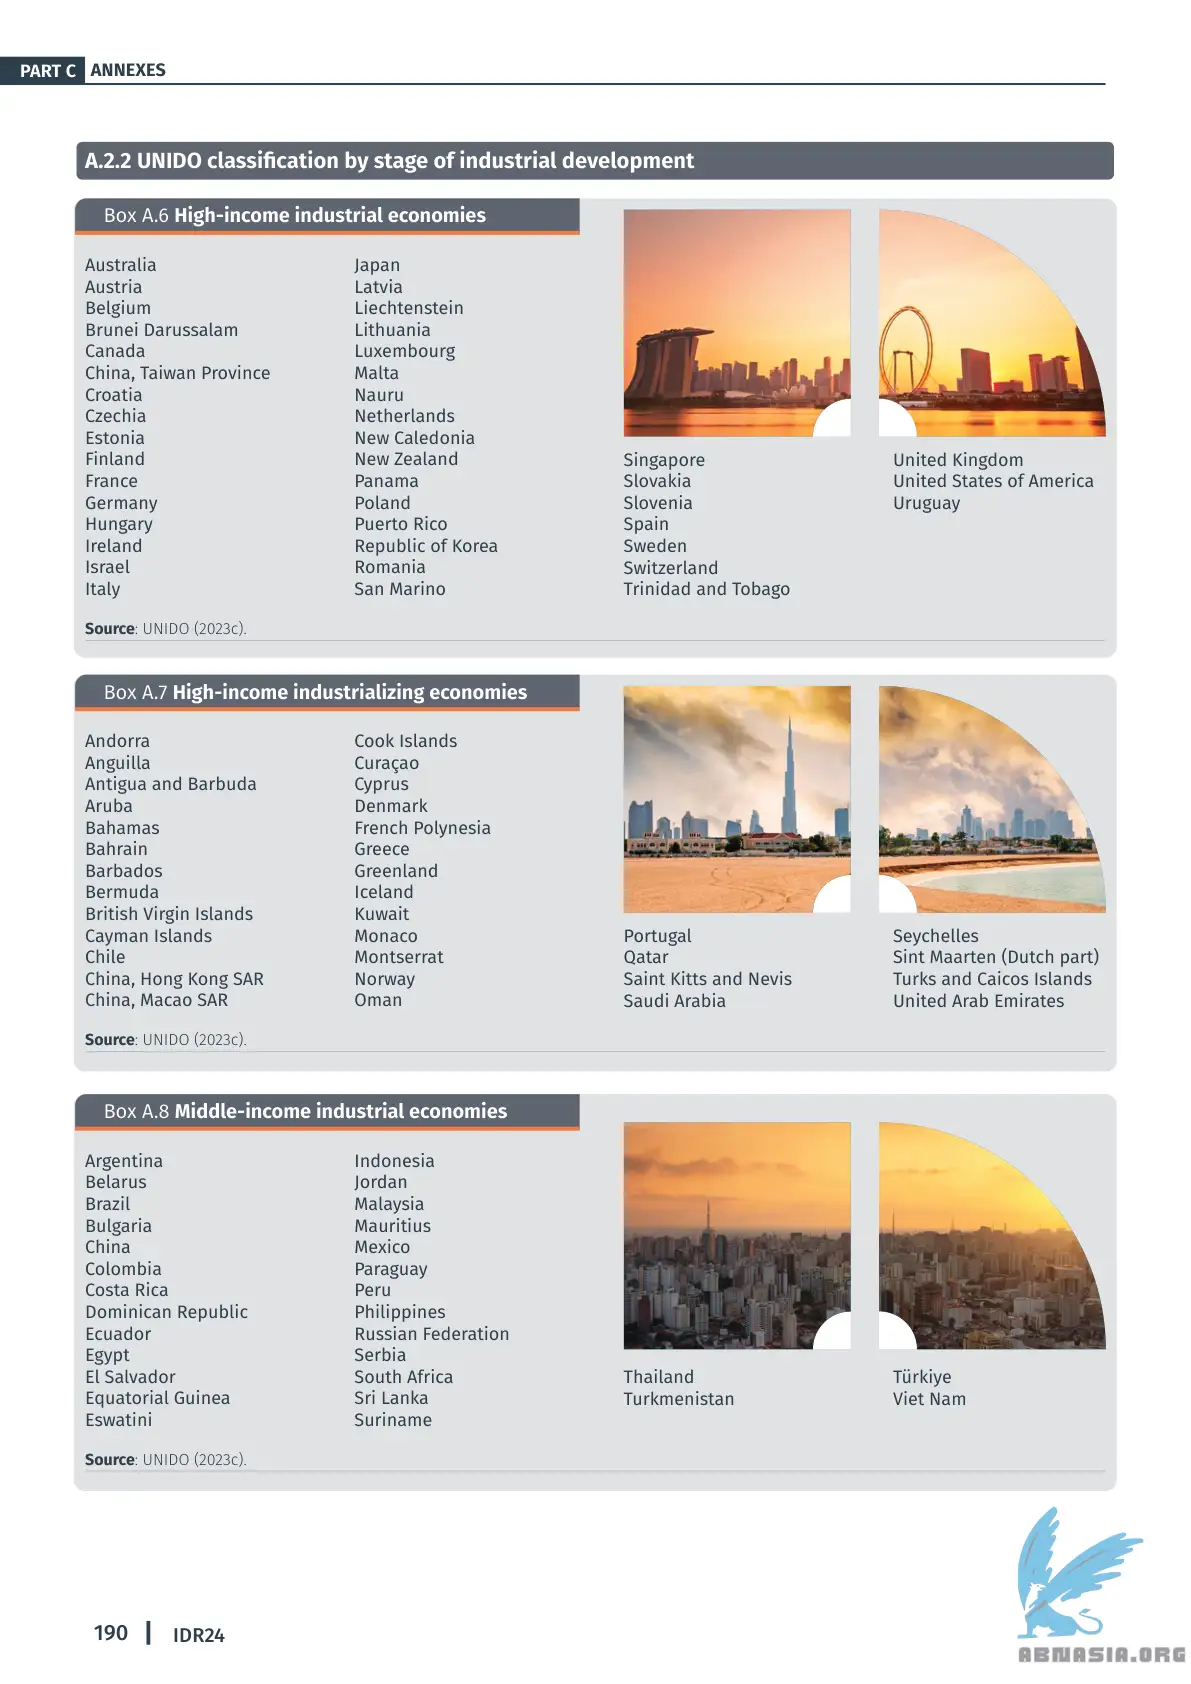 PART C ANNEXES
A.2.2 UNIDO classification by stage of industrial development
Box A.6 High-income industrial economies
Australia
Austria
Belgium
Brunei Darussalam
Canada
China, Taiwan Province
Croatia
Czechia
Estonia
Finland
France
Germany
Hungary
Ireland
Israel
Italy
Japan
Latvia
Liechtenstein
Lithuania
Luxembourg
Malta
Nauru
Netherlands
New Caledonia
New Zealand
Panama
Poland
Puerto Rico
Republic of Korea
Romania
San Marino
Singapore
Slovakia
Slovenia
Spain
Sweden
Switzerland
Trinidad and Tobago
United Kingdom
United States of America
Uruguay
Source: UNIDO (2023c).
Box A.7 High-income industrializing economies
Andorra
Anguilla
Antigua and Barbuda
Aruba
Bahamas
Bahrain
Barbados
Bermuda
British Virgin Islands
Cayman Islands
Chile
China, Hong Kong SAR
China, Macao SAR
Cook Islands
Curaçao
Cyprus
Denmark
French Polynesia
Greece
Greenland
Iceland
Kuwait
Monaco
Montserrat
Norway
Oman
Portugal
Qatar
Saint Kitts and Nevis
Saudi Arabia
Seychelles
Sint Maarten (Dutch part)
Turks and Caicos Islands
United Arab Emirates
Source: UNIDO (2023c).
Box A.8 Middle-income industrial economies
Argentina
Belarus
Brazil
Bulgaria
China
Colombia
Costa Rica
Dominican Republic
Ecuador
Egypt
El Salvador
Equatorial Guinea
Eswatini
Indonesia
Jordan
Malaysia
Mauritius
Mexico
Paraguay
Peru
Philippines
Russian Federation
Serbia
South Africa
Sri Lanka
Suriname
Thailand
Turkmenistan
Türkiye
Viet Nam
Source: UNIDO (2023c).
190 | IDR24
ABNASIA.ORG